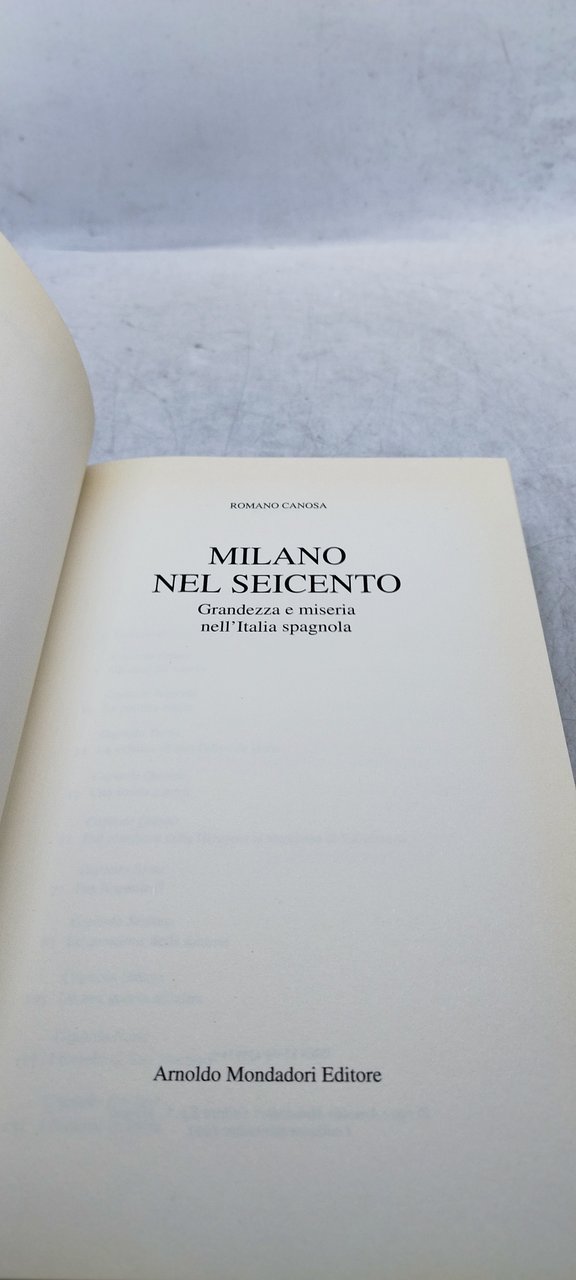 ROMANO CANOSA
MILANO
NEL SEICENTO
Grandezza e miseria
nell'Italia spagnola
Arnoldo Mondadori Editore